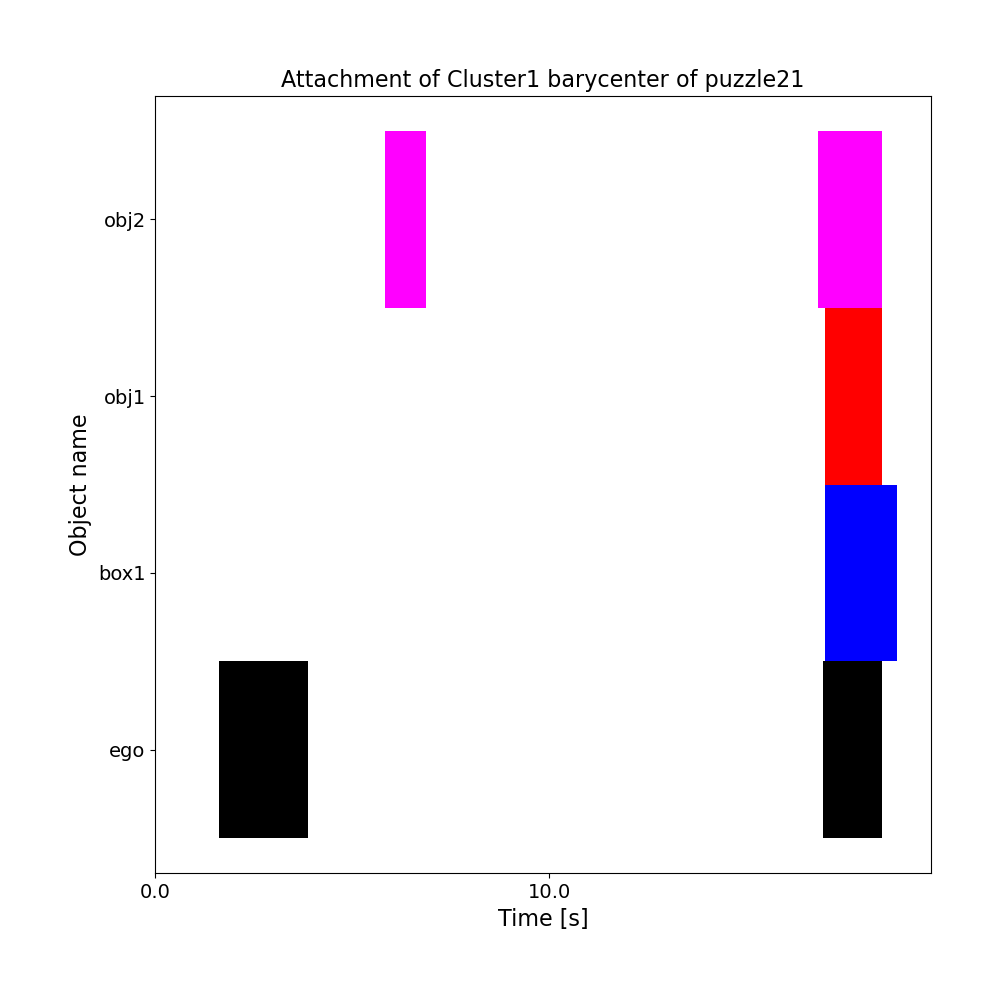 Attachment of Cluster1 barycenter of puzzle21
obj2
obj1
box1
ego
Object name
0.0
10.0
Time [s]